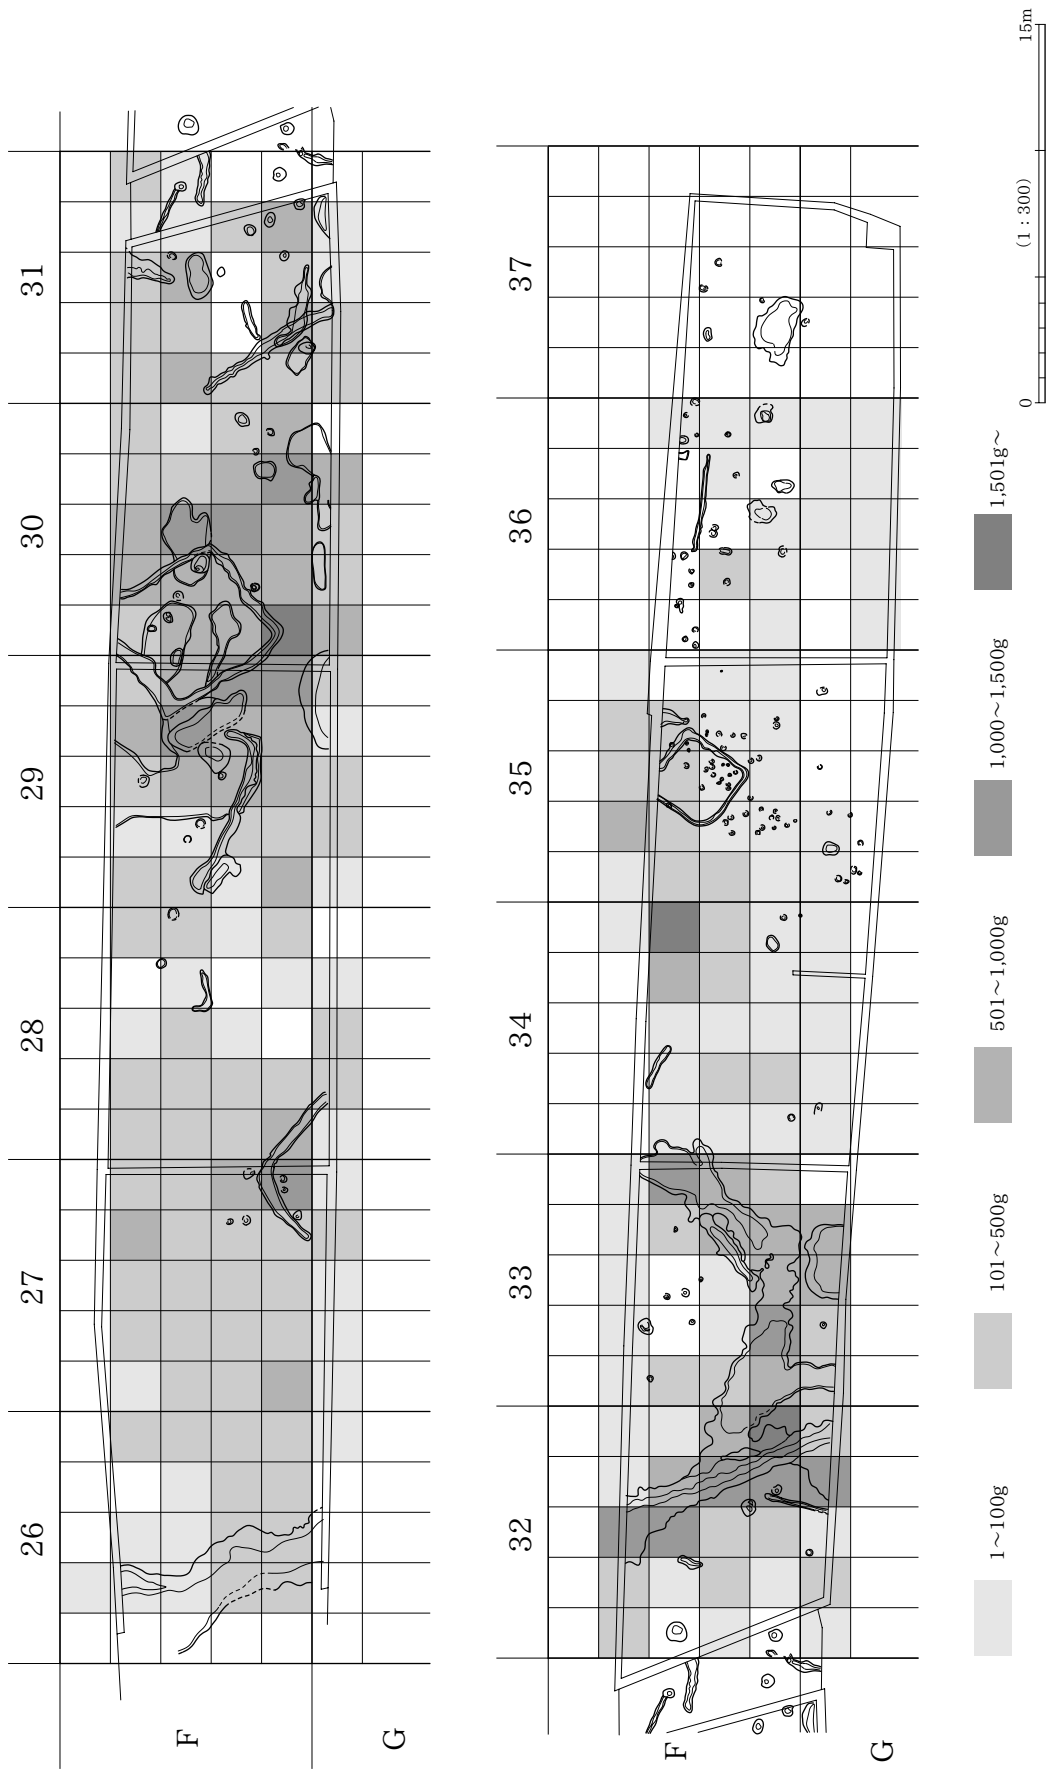 26 27 28 29 30 31
F
G
32 33 34 35 36 37
F
G
1～100g 101～500g 501～1,000g 1,000～1,500g 1,501g～
0 (1：300) 15m